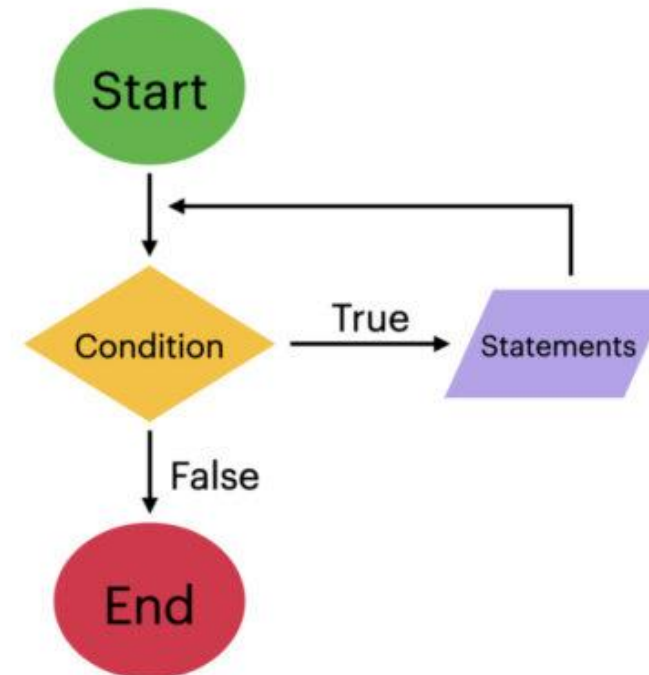 Start
True
Condition
Statements
False
End